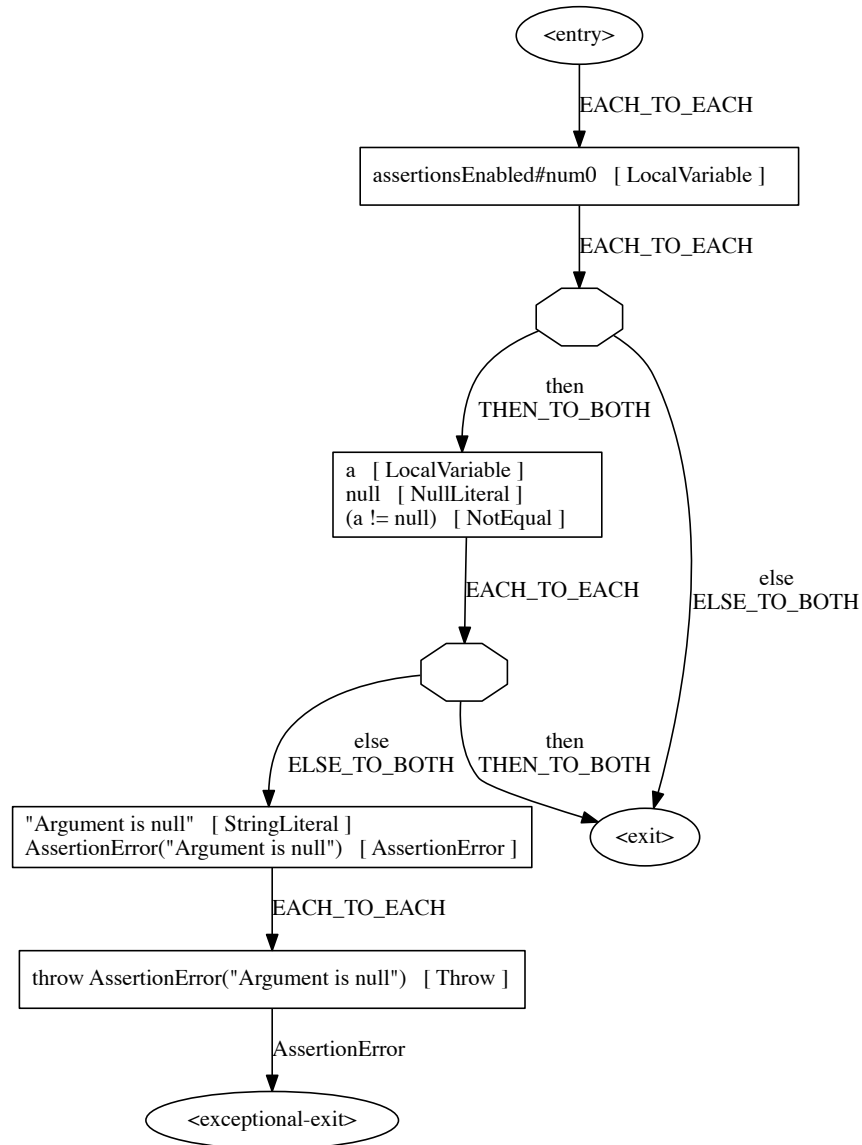 <entry>
EACH_TO_EACH
assertionsEnabled#num0 [ LocalVariable ]
EACH_TO_EACH
then
THEN_TO_BOTH
a [ LocalVariable ]
null [ NullLiteral ]
(a != null) [ NotEqual ]
else
ELSE_TO_BOTH
EACH_TO_EACH
else
ELSE_TO_BOTH
then
THEN_TO_BOTH
"Argument is null" [ StringLiteral ]
AssertionError("Argument is null") [ AssertionError ]
<exit>
EACH_TO_EACH
throw AssertionError("Argument is null") [ Throw ]
AssertionError
<exceptional-exit>